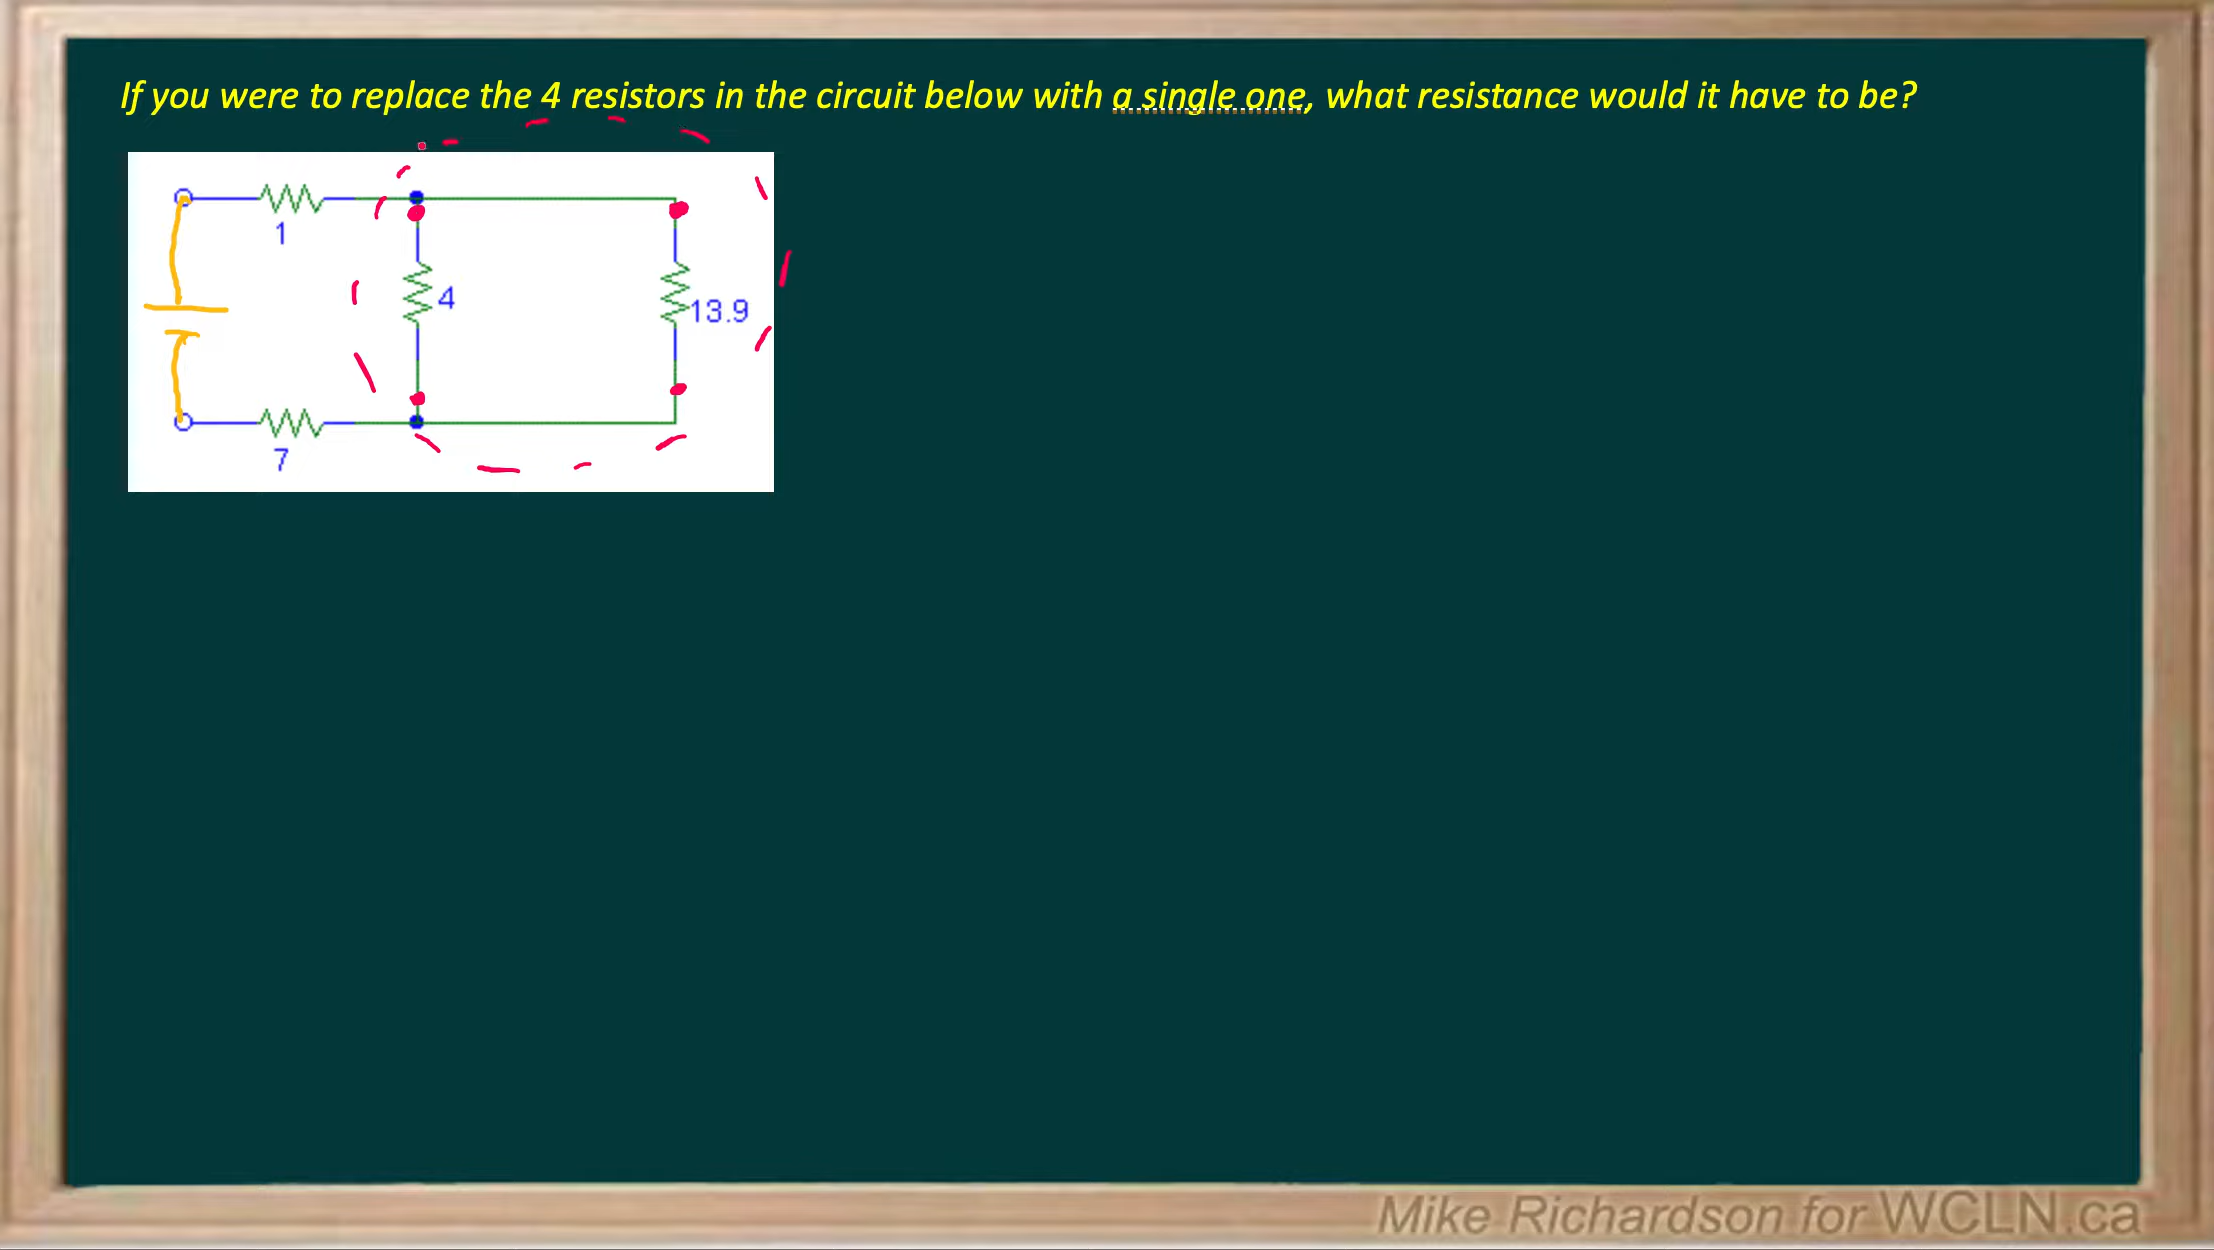 If you were to replace the 4 resistors in the circuit below with a single one, what resistance would it have to be?
1
4
13.9
7
Mike Richardson for WCLN.ca